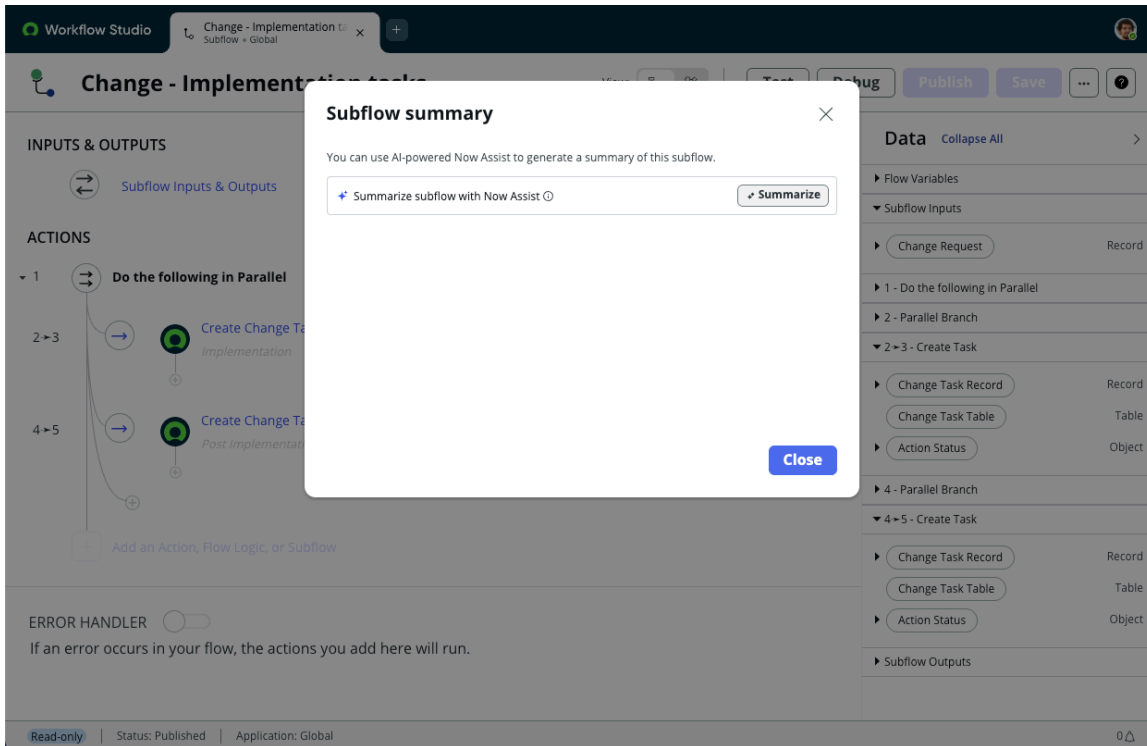 Workflow Studio
Change - Implementation ta
Subflow • Global
Change - Implementation tasks
View:
Test
Debug
Publish
Save
INPUTS & OUTPUTS
Subflow Inputs & Outputs
ACTIONS
1
Do the following in Parallel
2➛3
Create Change Ta
Implementation
4➛5
Create Change Ta
Post Implementati
Add an Action, Flow Logic, or Subflow
ERROR HANDLER
If an error occurs in your flow, the actions you add here will run.
Subflow summary
You can use AI-powered Now Assist to generate a summary of this subflow.
Summarize subflow with Now Assist
Summarize
Close
Data
Collapse All
Flow Variables
Subflow Inputs
Change Request
Record
1 - Do the following in Parallel
2 - Parallel Branch
2➛3 - Create Task
Change Task Record
Record
Change Task Table
Table
Action Status
Object
4 - Parallel Branch
4➛5 - Create Task
Change Task Record
Record
Change Task Table
Table
Action Status
Object
Subflow Outputs
Read-only
Status: Published
Application: Global
0